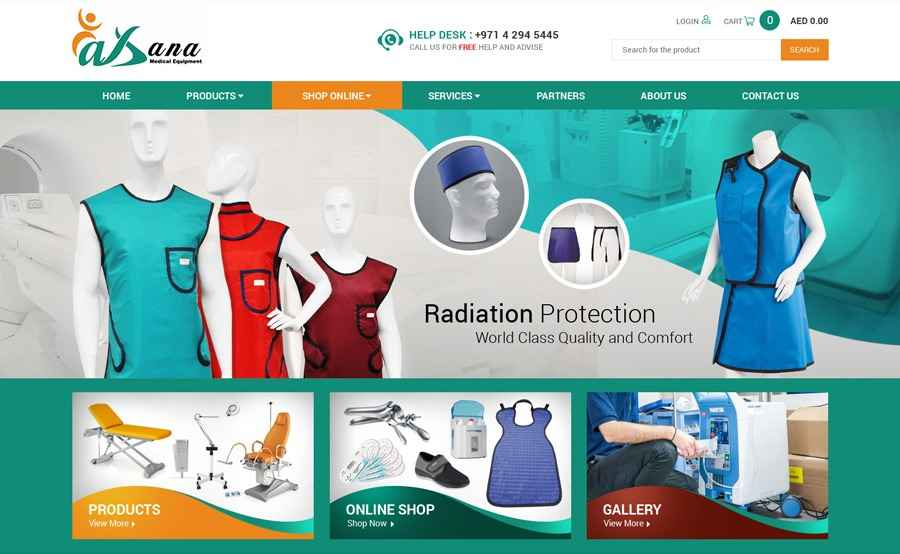 alsana
Medical Equipment
HELP DESK : +971 4 294 5445
CALL US FOR FREE HELP AND ADVISE
LOGIN CART 0 AED 0.00
Search for the product SEARCH
HOME PRODUCTS SHOP ONLINE SERVICES PARTNERS ABOUT US CONTACT US
Radiation Protection
World Class Quality and Comfort
PRODUCTS
View More
ONLINE SHOP
Shop Now
GALLERY
View More